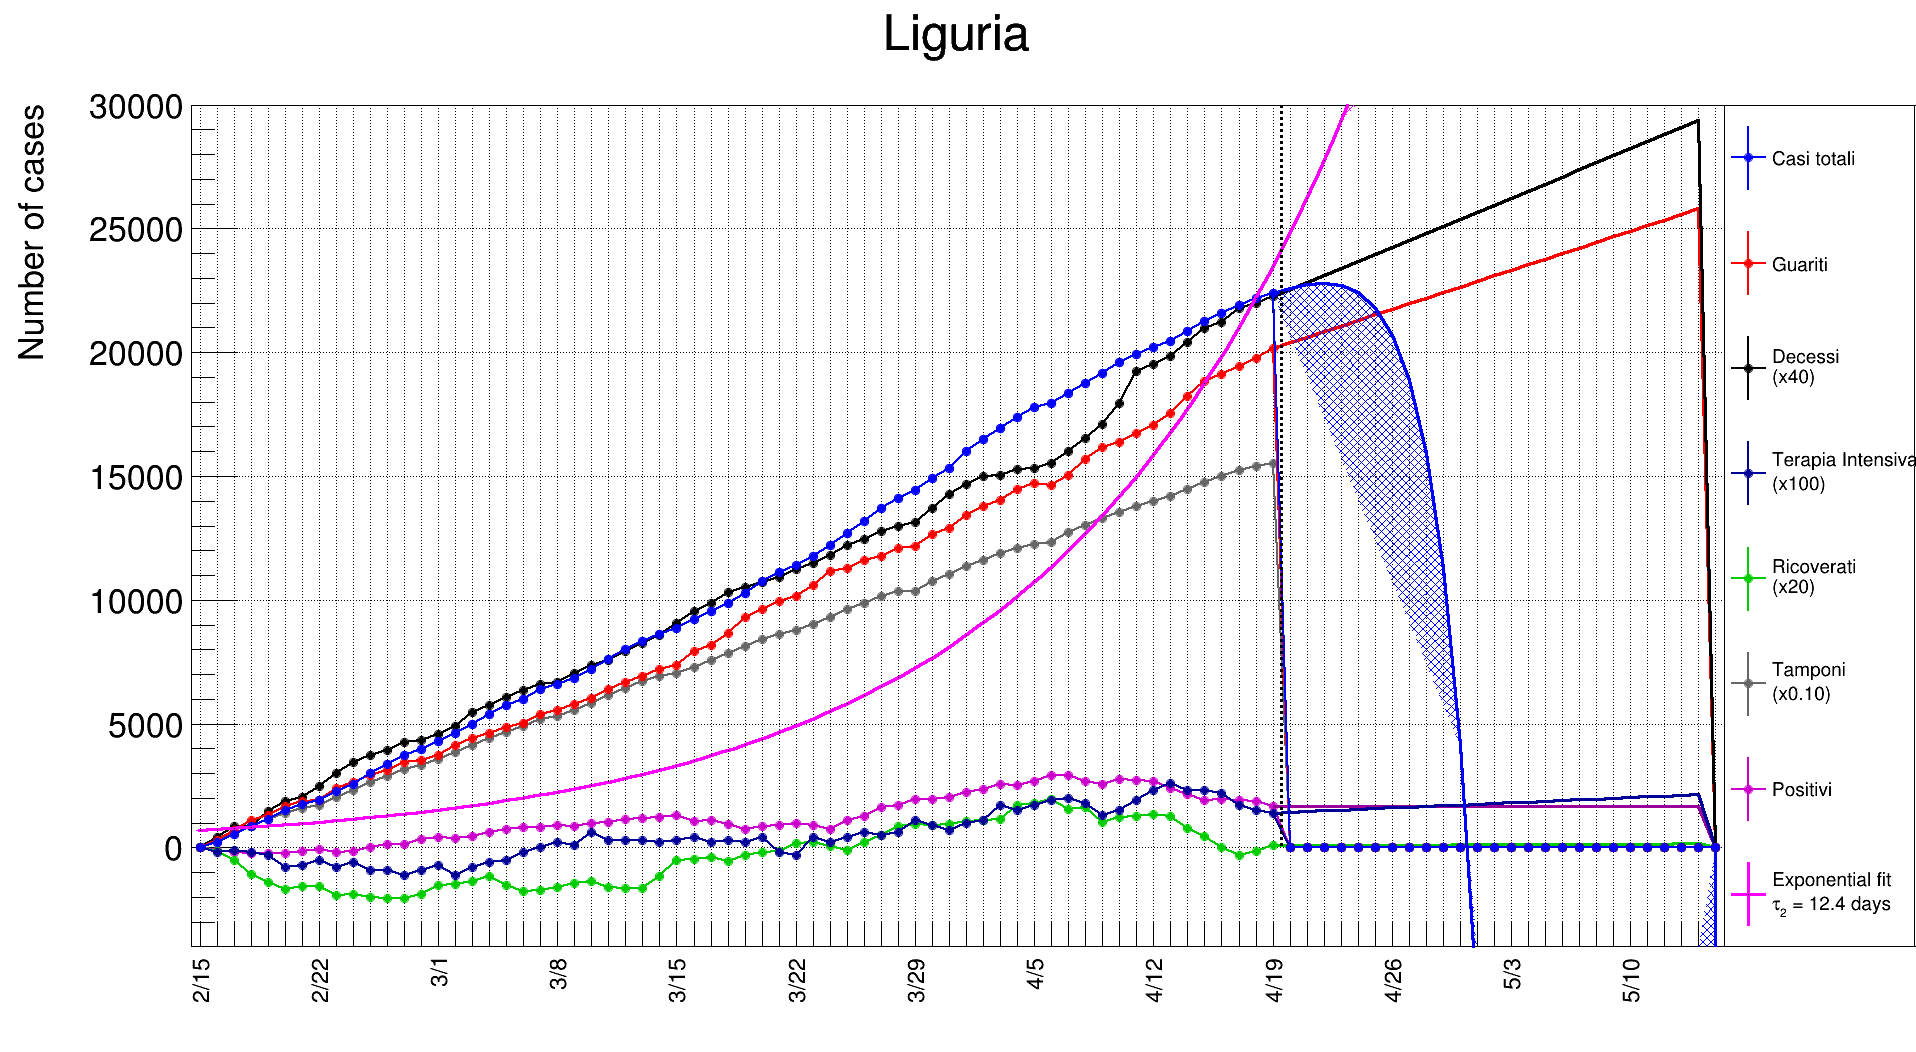 Liguria
Number of cases
30000
25000
20000
15000
10000
5000
0
2/15
2/22
3/1
3/8
3/15
3/22
3/29
4/5
4/12
4/19
4/26
5/3
5/10
Casi totali
Guariti
Decessi
(x40)
Terapia Intensiva
(x100)
Ricoverati
(x20)
Tamponi
(x0.10)
Positivi
Exponential fit
τ2 = 12.4 days